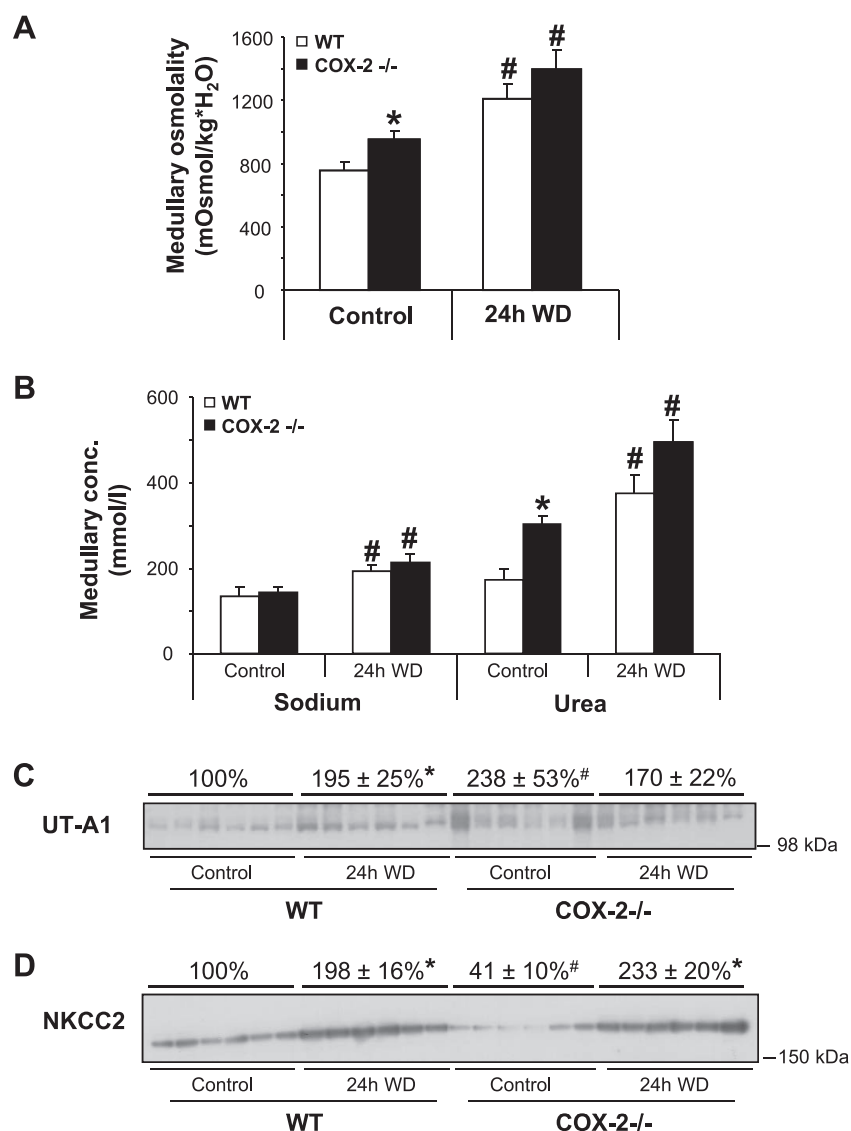 A
Medullary osmolality
(mOsmol/kg*H₂O)
1600
1200
800
400
0
WT
COX-2 -/-
*
#
#
Control
24h WD
B
Medullary conc.
(mmol/l)
600
400
200
0
WT
COX-2 -/-
#
#
*
#
#
Control
24h WD
Control
24h WD
Sodium
Urea
C
100%
195 ± 25%*
238 ± 53%#
170 ± 22%
UT-A1
98 kDa
Control
24h WD
Control
24h WD
WT
COX-2-/-
D
100%
198 ± 16%*
41 ± 10%#
233 ± 20%*
NKCC2
150 kDa
Control
24h WD
Control
24h WD
WT
COX-2-/-